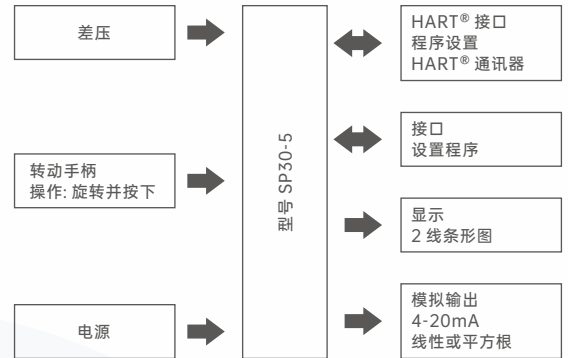 差压
转动手柄
操作: 旋转并按下
电源
型号 SP30-5
HART® 接口
程序设置
HART® 通讯器
接口
设置程序
显示
2 线条形图
模拟输出
4-20mA
线性或平方根